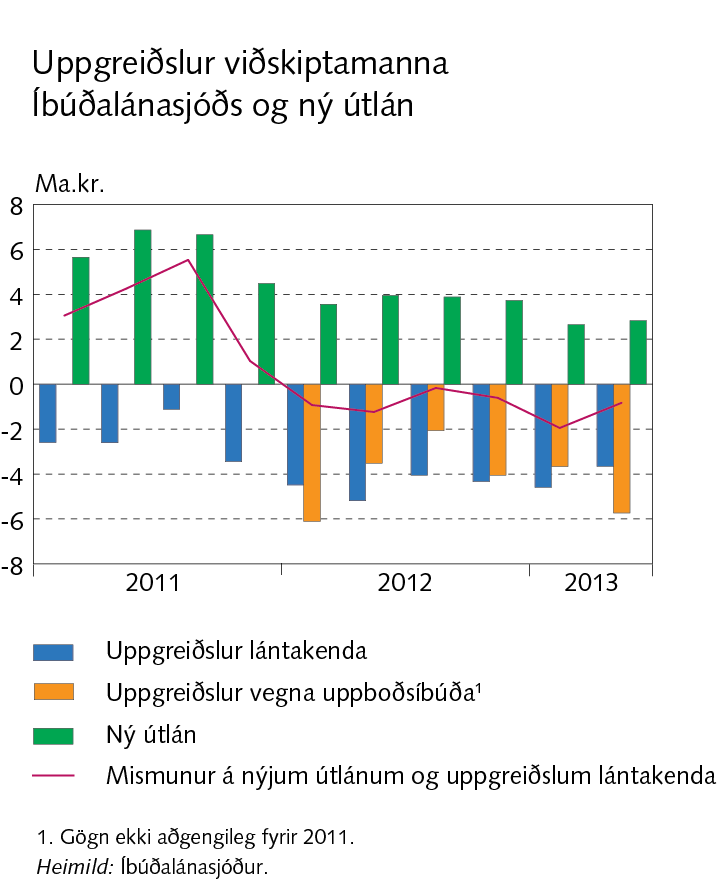 Uppgreiðslur viðskiptamanna
Íbúðalánasjóðs og ný útlán
Ma.kr.
8
6
4
2
0
-2
-4
-6
-8
2011 2012 2013
Uppgreiðslur lántakenda
Uppgreiðslur vegna uppboðsíbúða¹
Ný útlán
Mismunur á nýjum útlánum og uppgreiðslum lántakenda
1. Gögn ekki aðgengileg fyrir 2011.
Heimild: Íbúðalánasjóður.